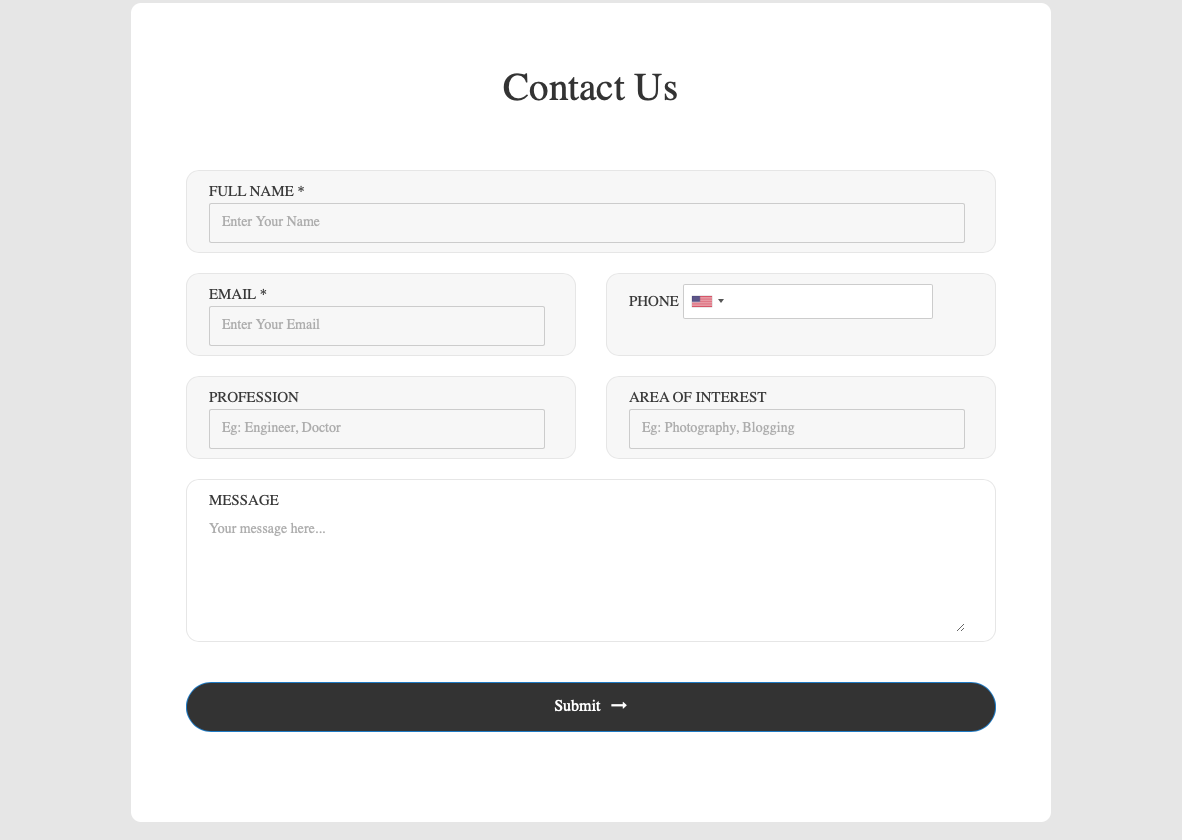 Contact Us
FULL NAME *
Enter Your Name
EMAIL *
Enter Your Email
PHONE
PROFESSION
Eg: Engineer, Doctor
AREA OF INTEREST
Eg: Photography, Blogging
MESSAGE
Your message here...
Submit →